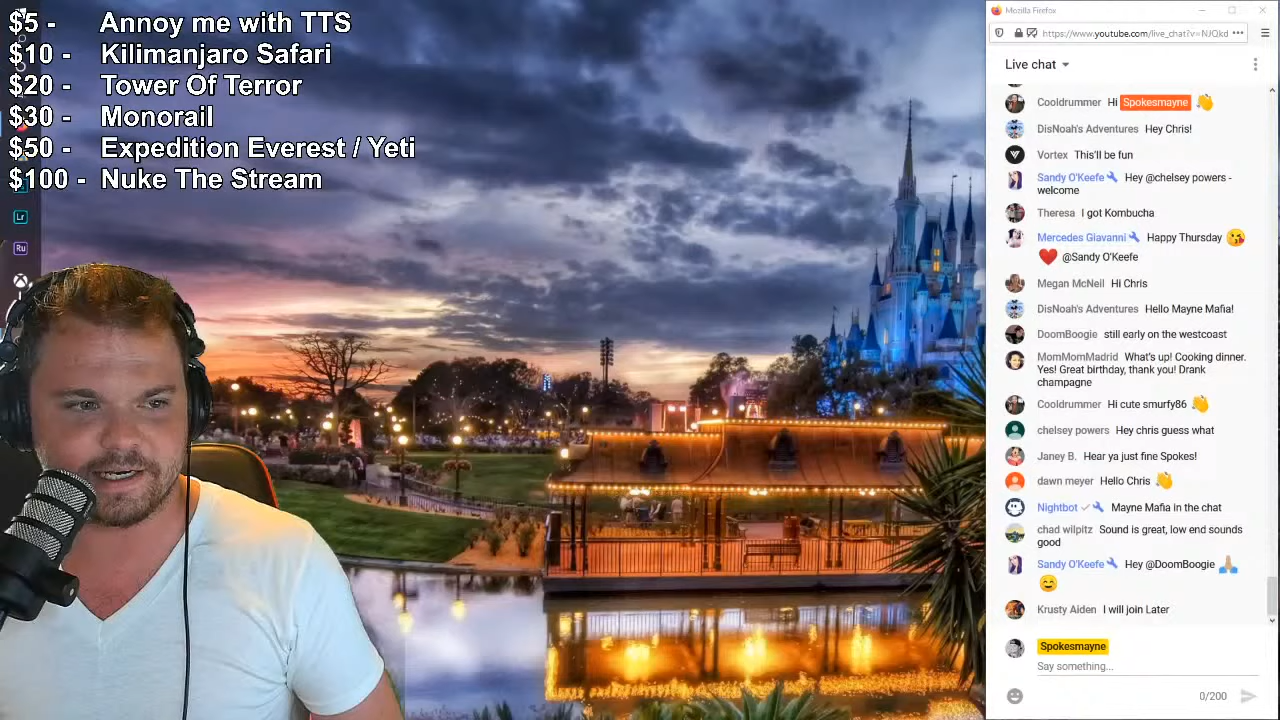 $5 - Annoy me with TTS
$10 - Kilimanjaro Safari
$20 - Tower Of Terror
$30 - Monorail
$50 - Expedition Everest / Yeti
$100 - Nuke The Stream
Lr
Ru
Mozilla Firefox
https://www.youtube.com/live_chat?v=NJQkd
Live chat
Cooldrummer Hi Spokesmayne
DisNoah's Adventures Hey Chris!
Vortex This'll be fun
Sandy O'Keefe Hey @chelsey powers -
welcome
Theresa I got Kombucha
Mercedes Giavanni Happy Thursday
@Sandy O'Keefe
Megan McNeil Hi Chris
DisNoah's Adventures Hello Mayne Mafia!
DoomBoogie still early on the westcoast
MomMomMadrid What's up! Cooking dinner.
Yes! Great birthday, thank you! Drank
champagne
Cooldrummer Hi cute smurfy86
chelsey powers Hey chris guess what
Janey B. Hear ya just fine Spokes!
dawn meyer Hello Chris
Nightbot Mayne Mafia in the chat
chad wilpitz Sound is great, low end sounds
good
Sandy O'Keefe Hey @DoomBoogie
Krusty Aiden I will join Later
Spokesmayne
Say something...
0/200